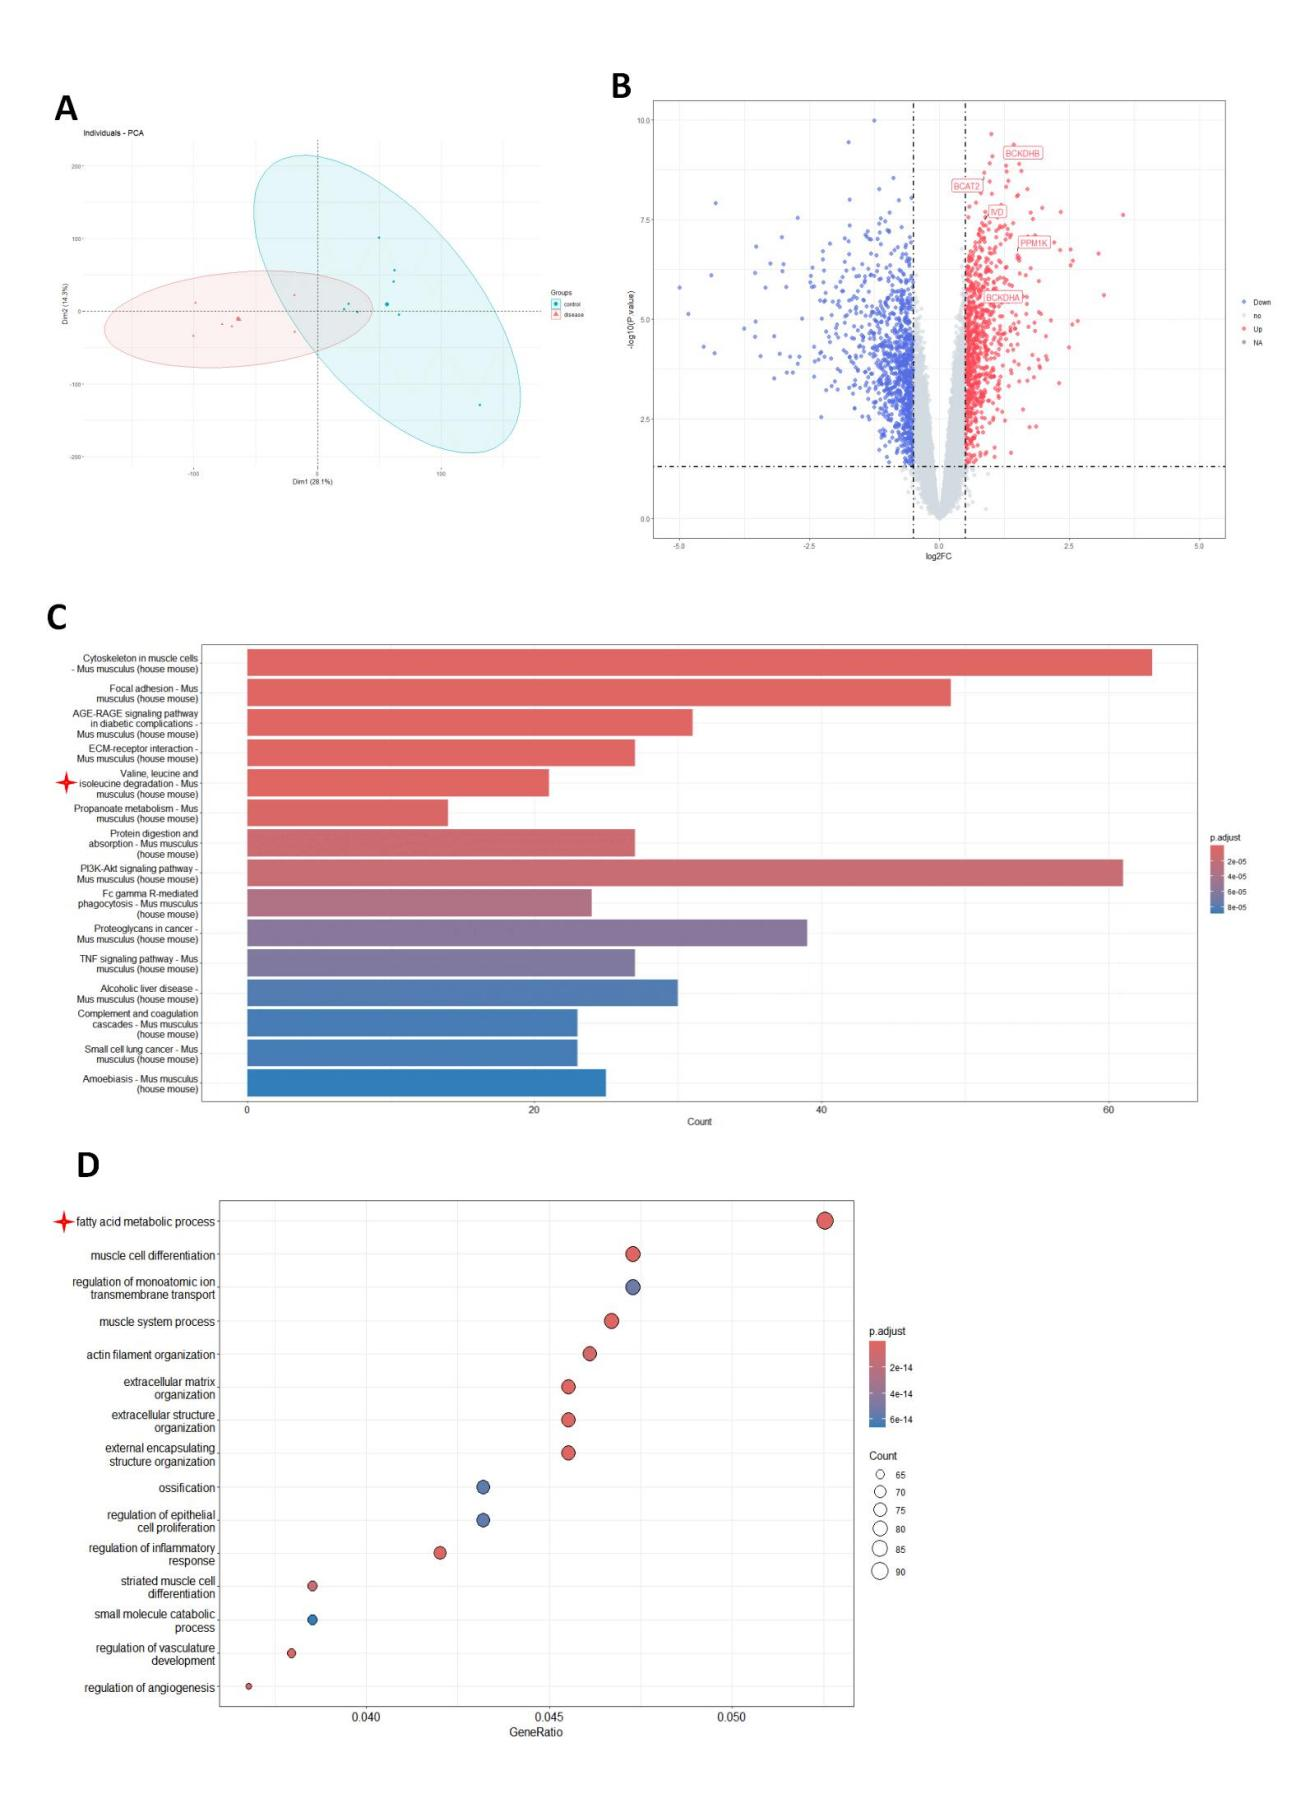 A
Individuals - PCA
200
100
0
-100
-200
-100
0
100
Dim1 (28.1%)
Dim2 (14.3%)
Groups
control
disease
B
10.0
7.5
5.0
2.5
0.0
-log10(P.value)
BCKDHB
BCAT2
IVD
PPM1K
BCKDHA
-5.0
-2.5
0.0
2.5
5.0
log2FC
Down
no
Up
NA
C
Cytoskeleton in muscle cells
- Mus musculus (house mouse)
Focal adhesion - Mus
musculus (house mouse)
AGE-RAGE signaling pathway
in diabetic complications -
Mus musculus (house mouse)
ECM-receptor interaction -
Mus musculus (house mouse)
Valine, leucine and
isoleucine degradation - Mus
musculus (house mouse)
Propanoate metabolism - Mus
musculus (house mouse)
Protein digestion and
absorption - Mus musculus
(house mouse)
PI3K-Akt signaling pathway -
Mus musculus (house mouse)
Fc gamma R-mediated
phagocytosis - Mus musculus
(house mouse)
Proteoglycans in cancer -
Mus musculus (house mouse)
TNF signaling pathway - Mus
musculus (house mouse)
Alcoholic liver disease -
Mus musculus (house mouse)
Complement and coagulation
cascades - Mus musculus
(house mouse)
Small cell lung cancer - Mus
musculus (house mouse)
Amoebiasis - Mus musculus
(house mouse)
0
20
40
60
Count
p.adjust
2e-05
4e-05
6e-05
8e-05
D
fatty acid metabolic process
muscle cell differentiation
regulation of monoatomic ion
transmembrane transport
muscle system process
actin filament organization
extracellular matrix
organization
extracellular structure
organization
external encapsulating
structure organization
ossification
regulation of epithelial
cell proliferation
regulation of inflammatory
response
striated muscle cell
differentiation
small molecule catabolic
process
regulation of vasculature
development
regulation of angiogenesis
0.040
0.045
0.050
GeneRatio
p.adjust
2e-14
4e-14
6e-14
Count
65
70
75
80
85
90